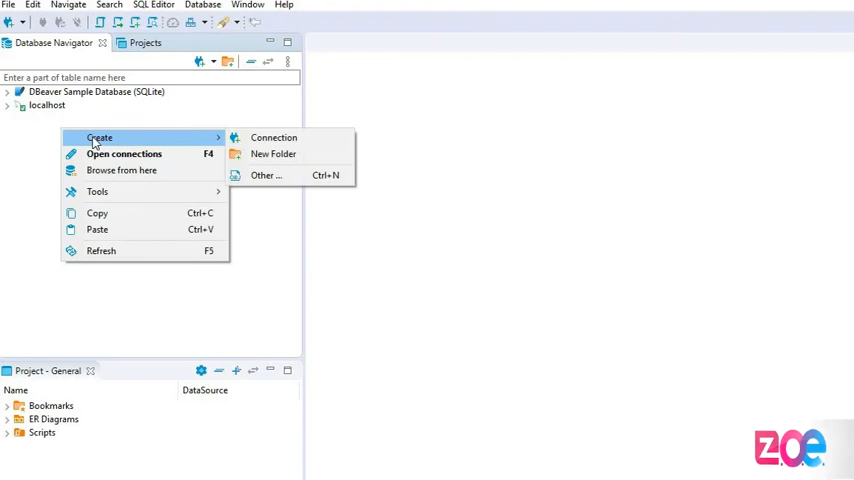 File Edit Navigate Search SQL Editor Database Window Help
Database Navigator Projects
Enter a part of table name here
DBeaver Sample Database (SQLite)
localhost
Create
Open connections F4
Browse from here
Tools
Copy Ctrl+C
Paste Ctrl+V
Refresh F5
Connection
New Folder
Other ... Ctrl+N
Project - General
Name DataSource
Bookmarks
ER Diagrams
Scripts
zoe